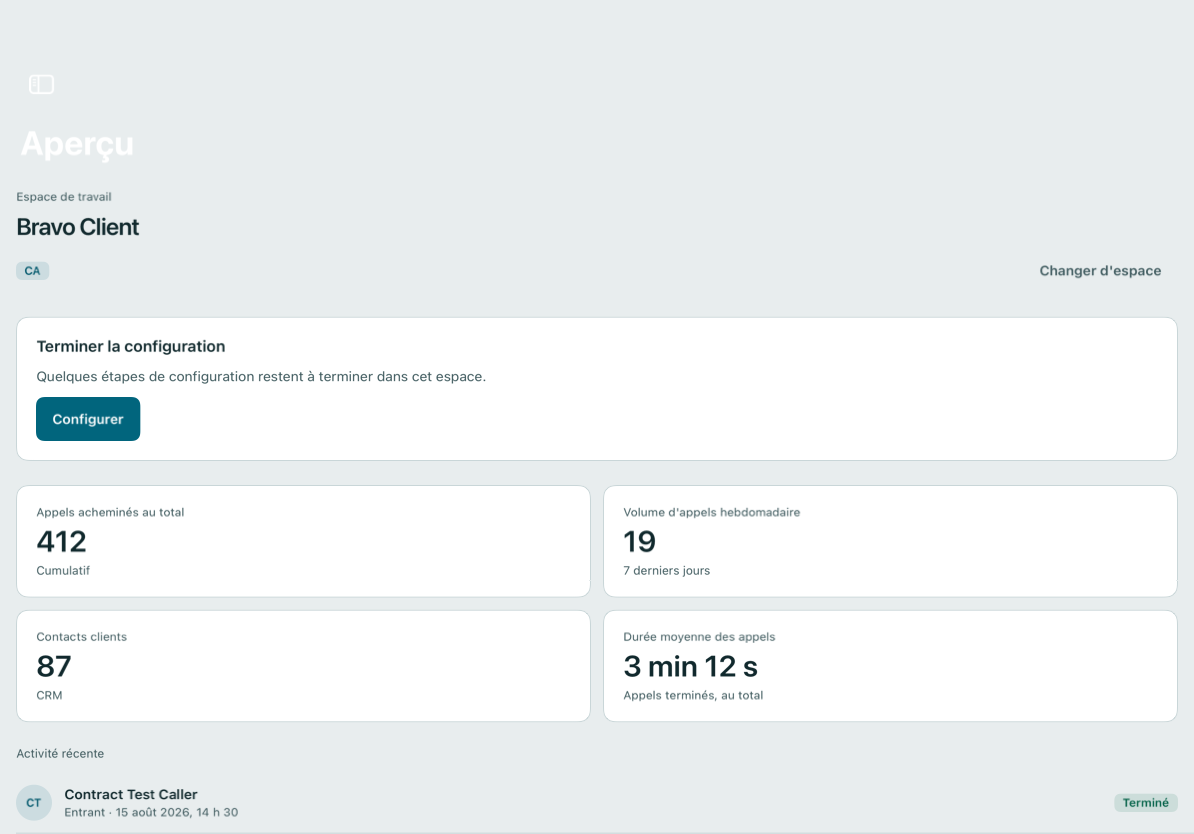 Aperçu
Espace de travail
Bravo Client
CA
Changer d'espace
Terminer la configuration
Quelques étapes de configuration restent à terminer dans cet espace.
Configurer
Appels acheminés au total
412
Cumulatif
Volume d'appels hebdomadaire
19
7 derniers jours
Contacts clients
87
CRM
Durée moyenne des appels
3 min 12 s
Appels terminés, au total
Activité récente
CT
Contract Test Caller
Entrant · 15 août 2026, 14 h 30
Terminé